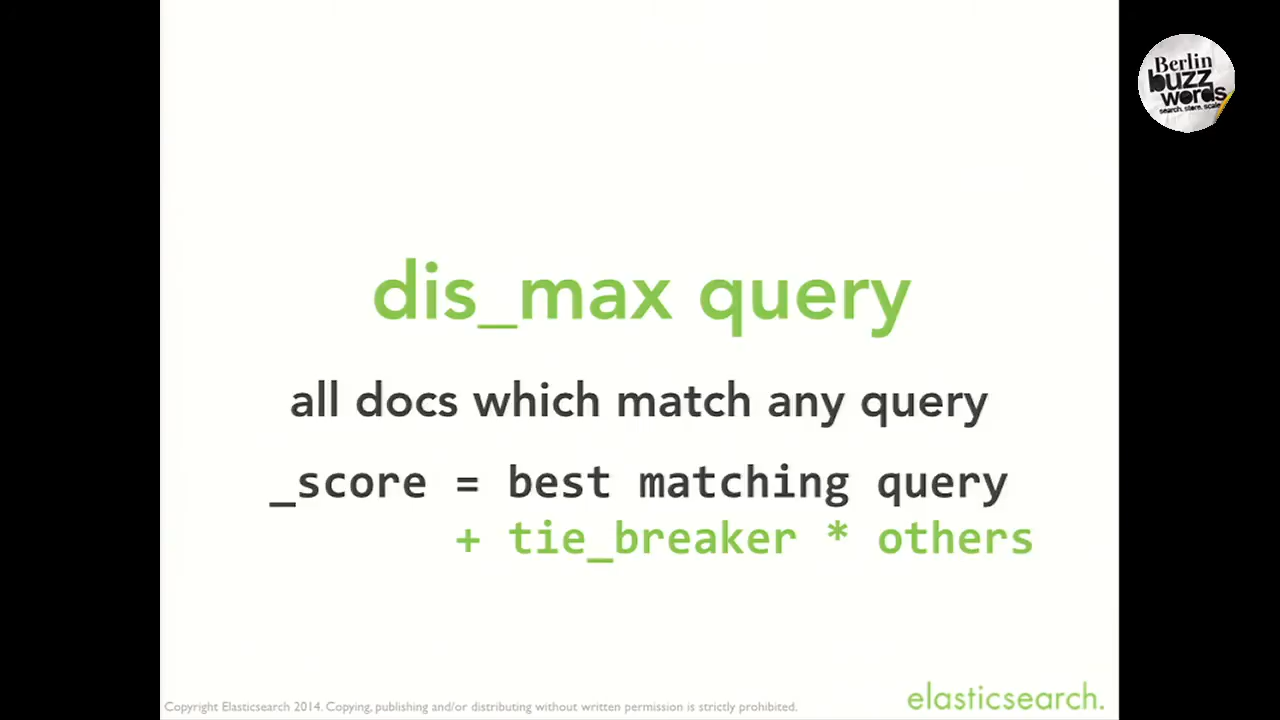 Berlin
buzz
words
search. store. scale
dis_max query
all docs which match any query
_score = best matching query
+ tie_breaker * others
Copyright Elasticsearch 2014. Copying, publishing and/or distributing without written permission is strictly prohibited.
elasticsearch.